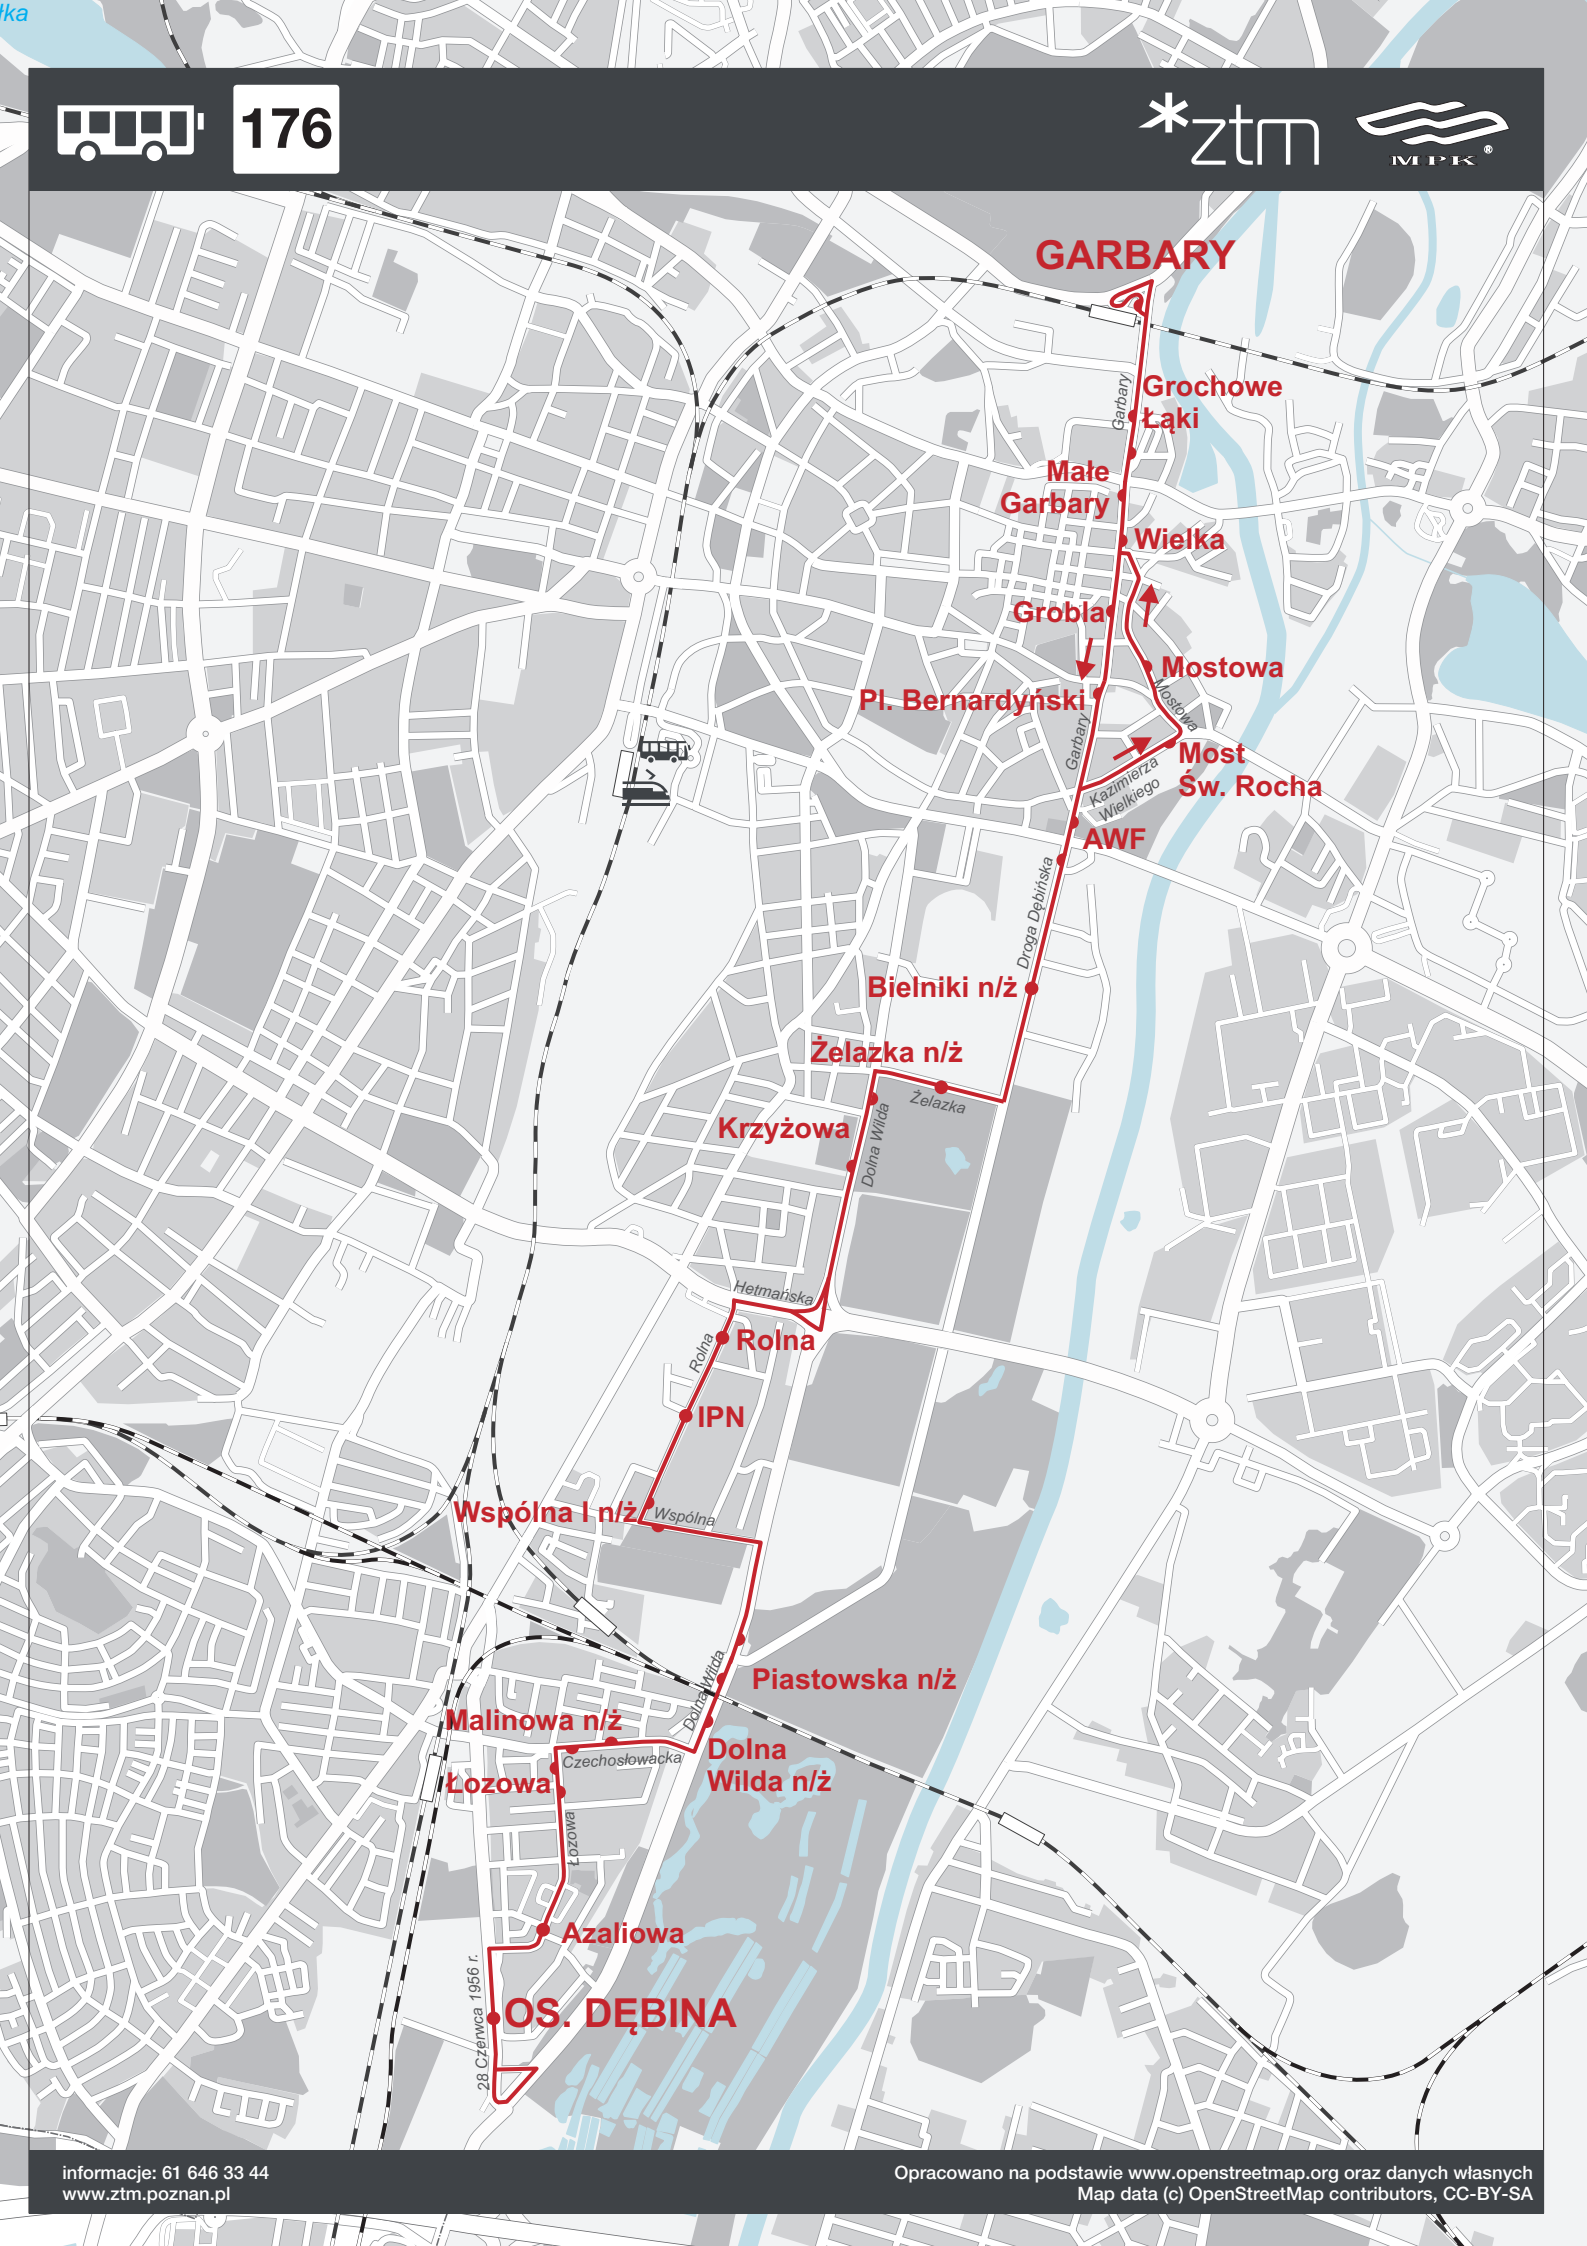 176
*ztm
MPK®
GARBARY
Garbary
Grochowe
Łąki
Małe
Garbary
Wielka
Grobla
Mostowa
Mostowa
Pl. Bernardyński
Garbary
Most
Św. Rocha
Kazimierza
Wielkiego
AWF
Droga Dębińska
Bielniki n/ż
Żelazka n/ż
Żelazka
Krzyżowa
Dolna Wilda
Hetmańska
Rolna
Rolna
IPN
Wspólna I n/ż
Wspólna
Piastowska n/ż
Dolna Wilda
Malinowa n/ż
Czechosłowacka
Dolna
Wilda n/ż
Łozowa
Łozowa
Azaliowa
28 Czerwca 1956 r.
OS. DĘBINA
informacje: 61 646 33 44
www.ztm.poznan.pl
Opracowano na podstawie www.openstreetmap.org oraz danych własnych
Map data (c) OpenStreetMap contributors, CC-BY-SA